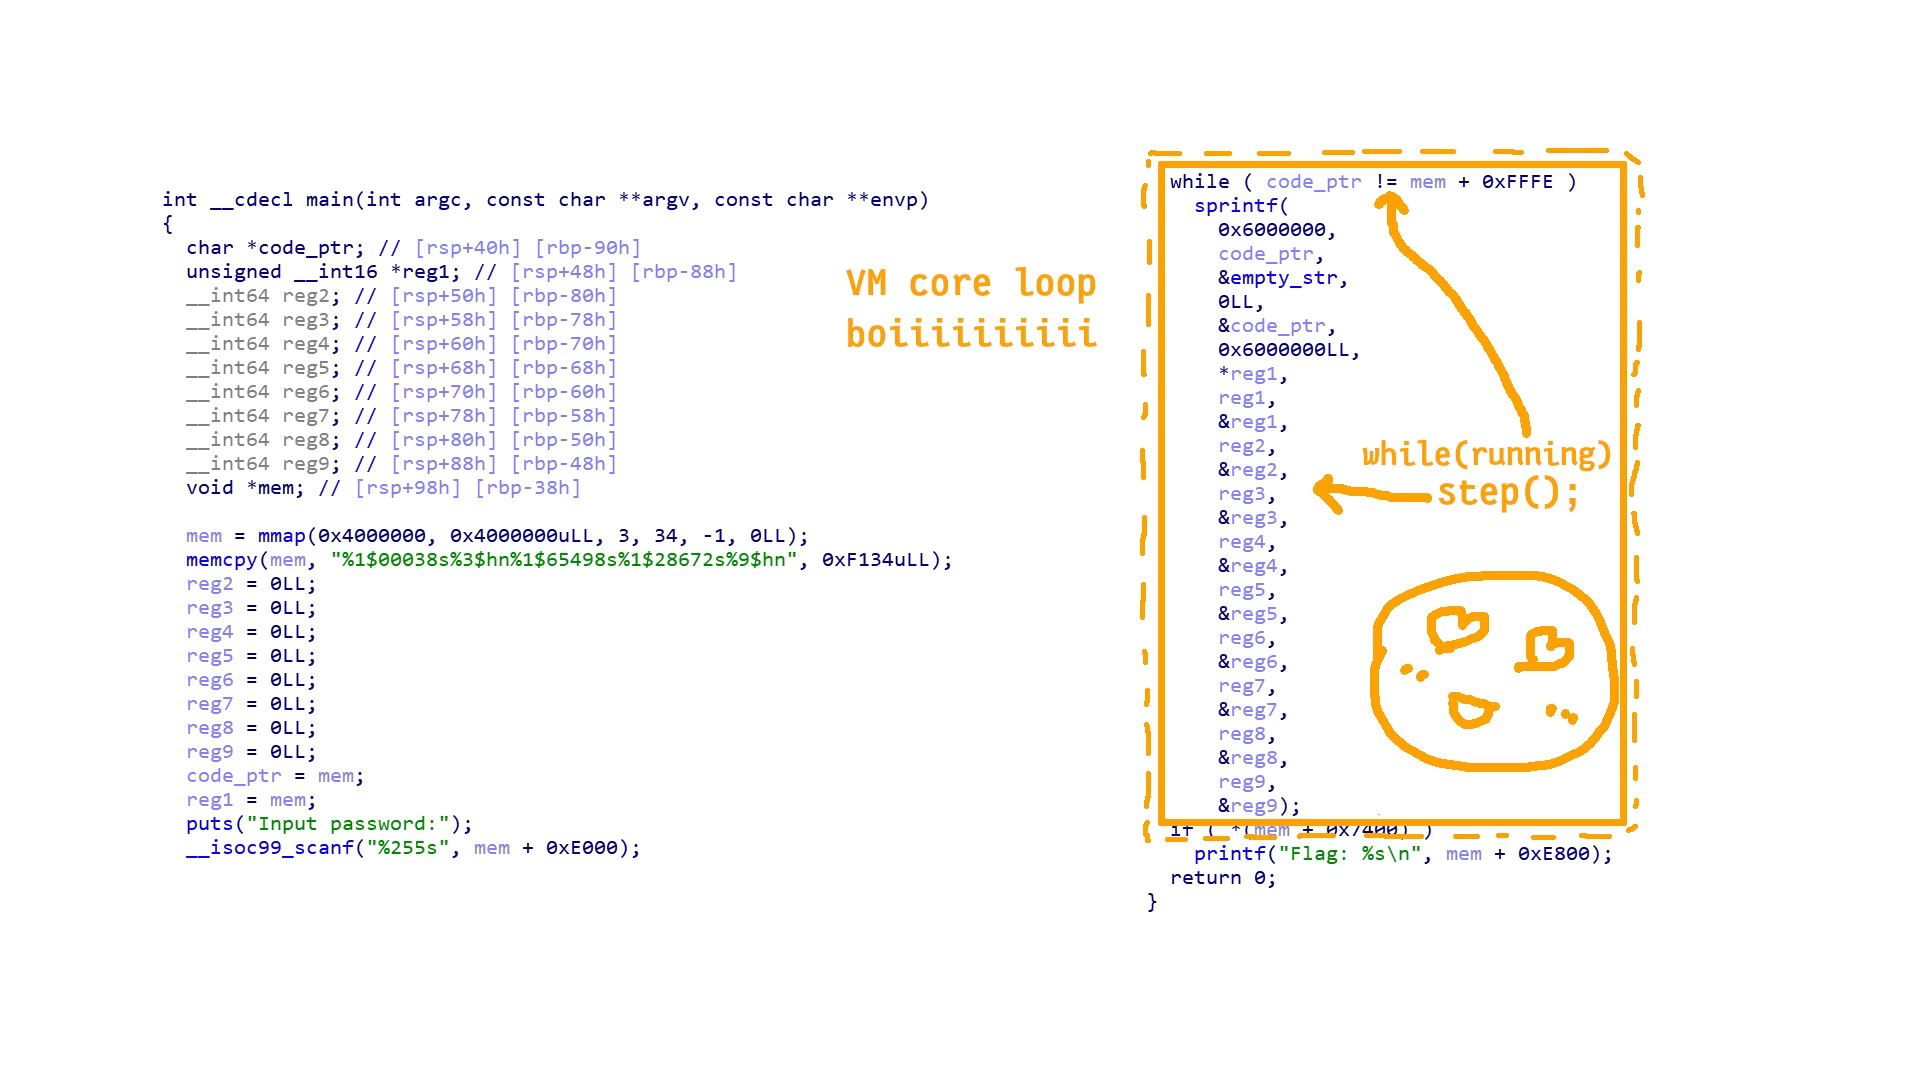 int __cdecl main(int argc, const char **argv, const char **envp)
{
char *code_ptr; // [rsp+40h] [rbp-90h]
unsigned __int16 *reg1; // [rsp+48h] [rbp-88h]
__int64 reg2; // [rsp+50h] [rbp-80h]
__int64 reg3; // [rsp+58h] [rbp-78h]
__int64 reg4; // [rsp+60h] [rbp-70h]
__int64 reg5; // [rsp+68h] [rbp-68h]
__int64 reg6; // [rsp+70h] [rbp-60h]
__int64 reg7; // [rsp+78h] [rbp-58h]
__int64 reg8; // [rsp+80h] [rbp-50h]
__int64 reg9; // [rsp+88h] [rbp-48h]
void *mem; // [rsp+98h] [rbp-38h]
mem = mmap(0x4000000, 0x4000000uLL, 3, 34, -1, 0LL);
memcpy(mem, "%1$00038s%3$hn%1$65498s%1$28672s%9$hn", 0xF134uLL);
reg2 = 0LL;
reg3 = 0LL;
reg4 = 0LL;
reg5 = 0LL;
reg6 = 0LL;
reg7 = 0LL;
reg8 = 0LL;
reg9 = 0LL;
code_ptr = mem;
reg1 = mem;
puts("Input password:");
__isoc99_scanf("%255s", mem + 0xE000);
VM core loop
boiiiiiiiiii
while ( code_ptr != mem + 0xFFFE )
sprintf(
0x6000000,
code_ptr,
&empty_str,
0LL,
&code_ptr,
0x6000000LL,
*reg1,
reg1,
&reg1,
reg2,
&reg2,
reg3,
&reg3,
reg4,
&reg4,
reg5,
&reg5,
reg6,
&reg6,
reg7,
&reg7,
reg8,
&reg8,
reg9,
&reg9);
while(running)
step();
if ( *(mem + 0x7400) )
printf("Flag: %s\n", mem + 0xE800);
return 0;
}